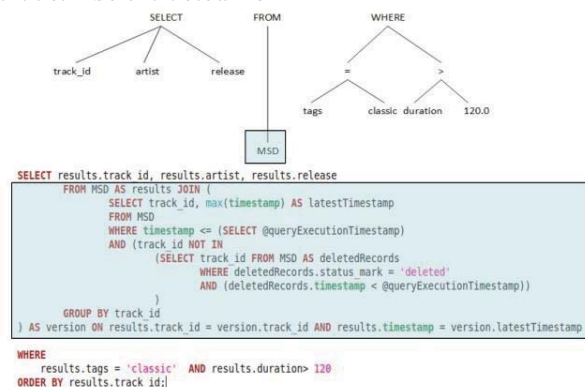 SELECT FROM WHERE
track_id artist release = >
tags classic duration 120.0
MSD
SELECT results.track_id, results.artist, results.release
FROM MSD AS results JOIN (
SELECT track_id, max(timestamp) AS latestTimestamp
FROM MSD
WHERE timestamp <= (SELECT @queryExecutionTimestamp)
AND (track_id NOT IN
(SELECT track_id FROM MSD AS deletedRecords
WHERE deletedRecords.status_mark = 'deleted'
AND (deletedRecords.timestamp < @queryExecutionTimestamp))
)
GROUP BY track_id
) AS version ON results.track_id = version.track_id AND results.timestamp = version.latestTimestamp
WHERE
results.tags = 'classic' AND results.duration> 120
ORDER BY results.track_id;